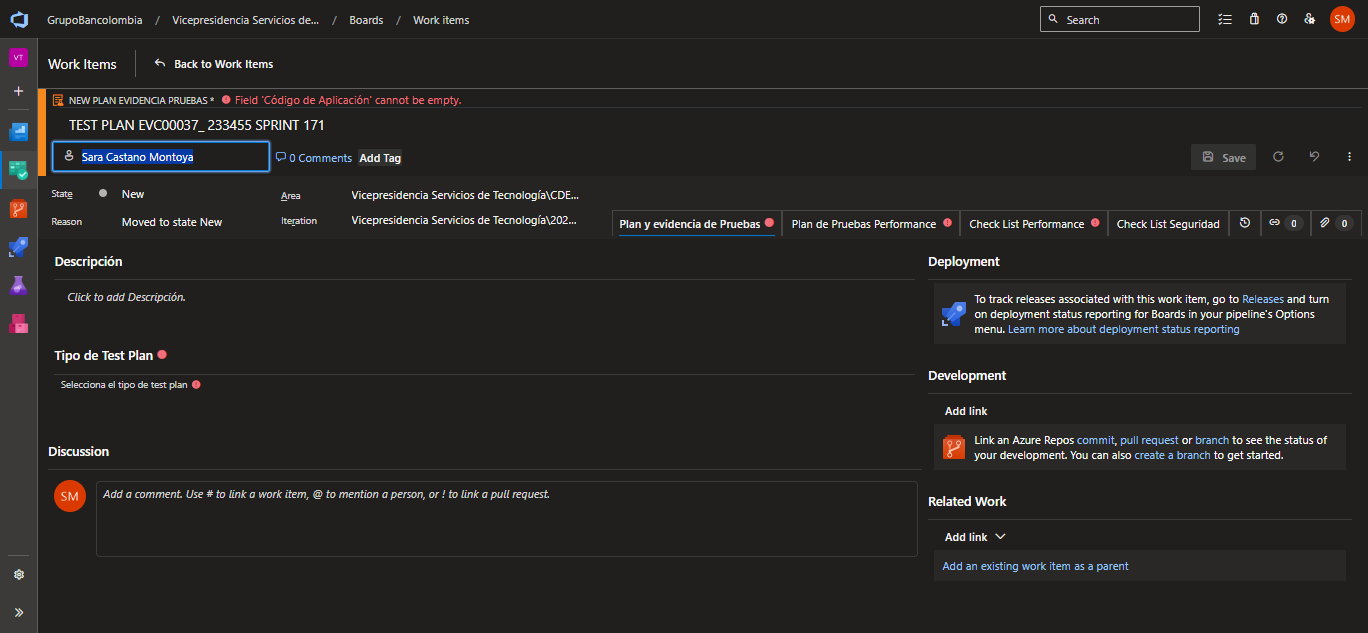 GrupoBancolombia / Vicepresidencia Servicios de... / Boards / Work items
Search
SM
VT
Work Items
Back to Work Items
NEW PLAN EVIDENCIA PRUEBAS * Field 'Código de Aplicación' cannot be empty.
TEST PLAN EVC00037_ 233455 SPRINT 171
Sara Castano Montoya
0 Comments
Add Tag
Save
State New
Reason Moved to state New
Area Vicepresidencia Servicios de Tecnología\CDE...
Iteration Vicepresidencia Servicios de Tecnología\202...
Plan y evidencia de Pruebas
Plan de Pruebas Performance
Check List Performance
Check List Seguridad
0
0
Descripción
Click to add Descripción.
Tipo de Test Plan
Selecciona el tipo de test plan
Discussion
SM
Add a comment. Use # to link a work item, @ to mention a person, or ! to link a pull request.
Deployment
To track releases associated with this work item, go to Releases and turn
on deployment status reporting for Boards in your pipeline's Options
menu. Learn more about deployment status reporting
Development
Add link
Link an Azure Repos commit, pull request or branch to see the status of
your development. You can also create a branch to get started.
Related Work
Add link
Add an existing work item as a parent